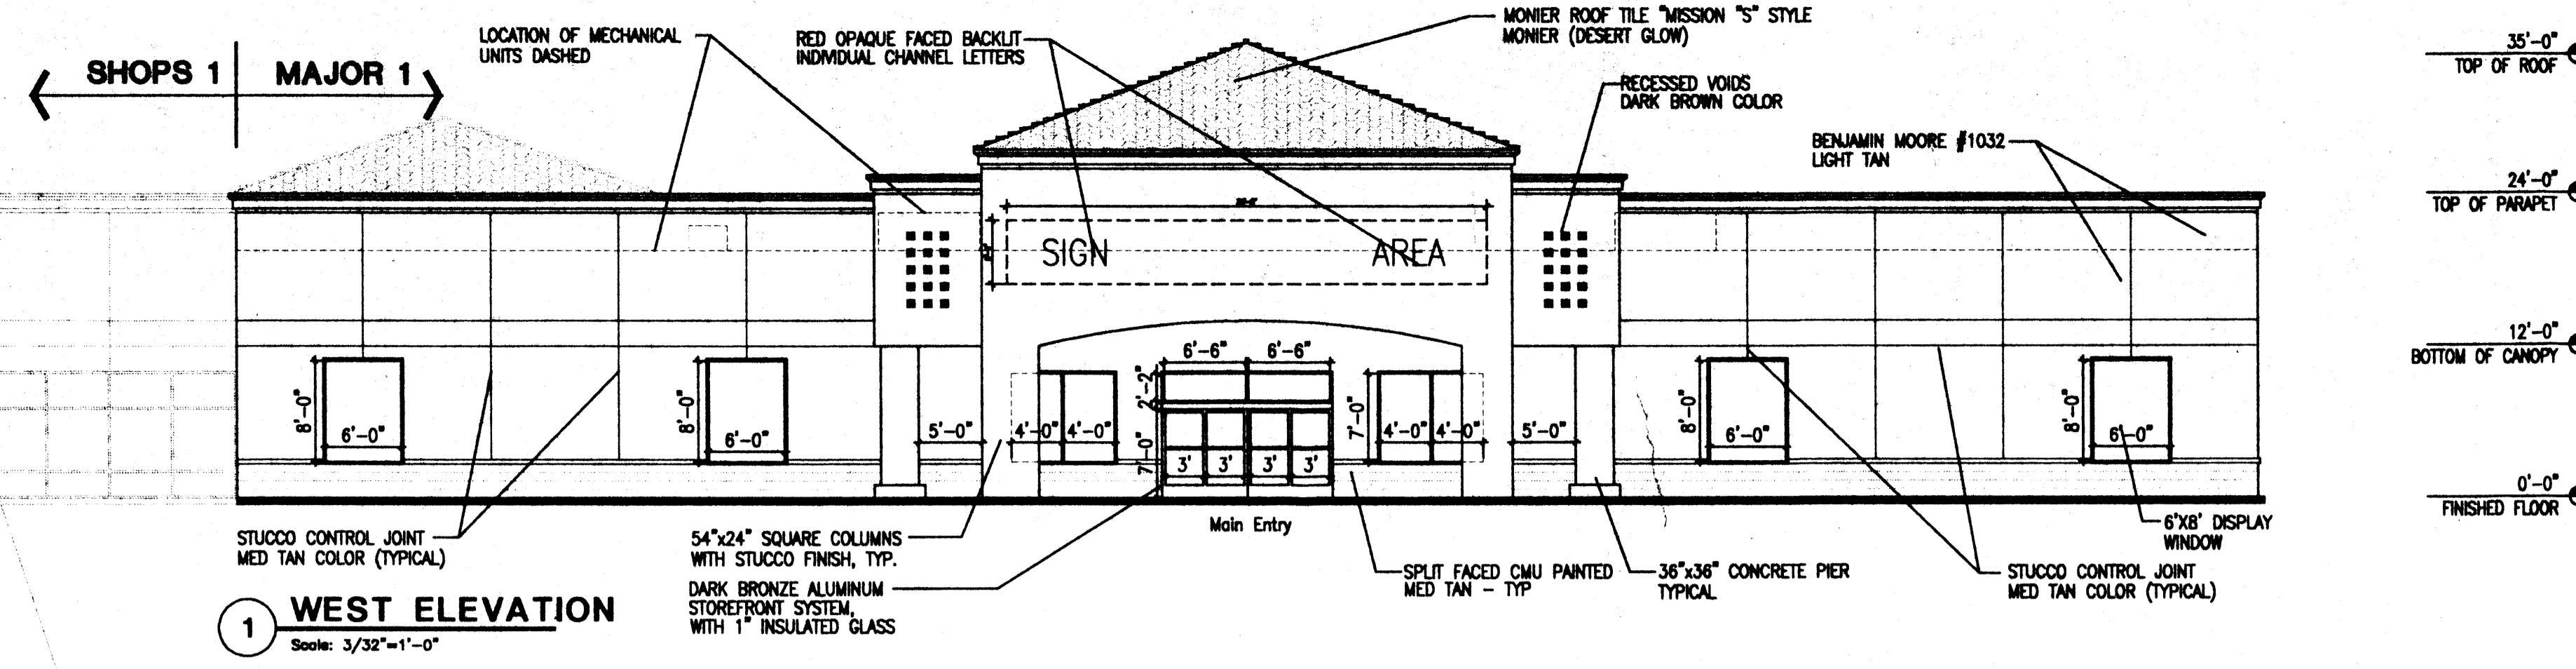 SHOPS 1
MAJOR 1
LOCATION OF MECHANICAL
UNITS DASHED
RED OPAQUE FACED BACKLIT
INDIVIDUAL CHANNEL LETTERS
MONIER ROOF TILE "MISSION "S" STYLE
MONIER (DESERT GLOW)
RECESSED VOIDS
DARK BROWN COLOR
BENJAMIN MOORE #1032
LIGHT TAN
35'-0"
TOP OF ROOF
24'-0"
TOP OF PARAPET
12'-0"
BOTTOM OF CANOPY
0'-0"
FINISHED FLOOR
SIGN AREA
8'-0"
6'-0"
8'-0"
6'-0"
5'-0"
4'-0"
4'-0"
6'-6"
6'-6"
2'-2"
7'-0"
3'
3'
3'
3'
7'-0"
4'-0"
4'-0"
5'-0"
8'-0"
6'-0"
8'-0"
6'-0"
STUCCO CONTROL JOINT
MED TAN COLOR (TYPICAL)
54"x24" SQUARE COLUMNS
WITH STUCCO FINISH, TYP.
DARK BRONZE ALUMINUM
STOREFRONT SYSTEM,
WITH 1" INSULATED GLASS
Main Entry
SPLIT FACED CMU PAINTED
MED TAN - TYP
36"x36" CONCRETE PIER
TYPICAL
STUCCO CONTROL JOINT
MED TAN COLOR (TYPICAL)
6'X8' DISPLAY
WINDOW
1
WEST ELEVATION
Scale: 3/32"=1'-0"